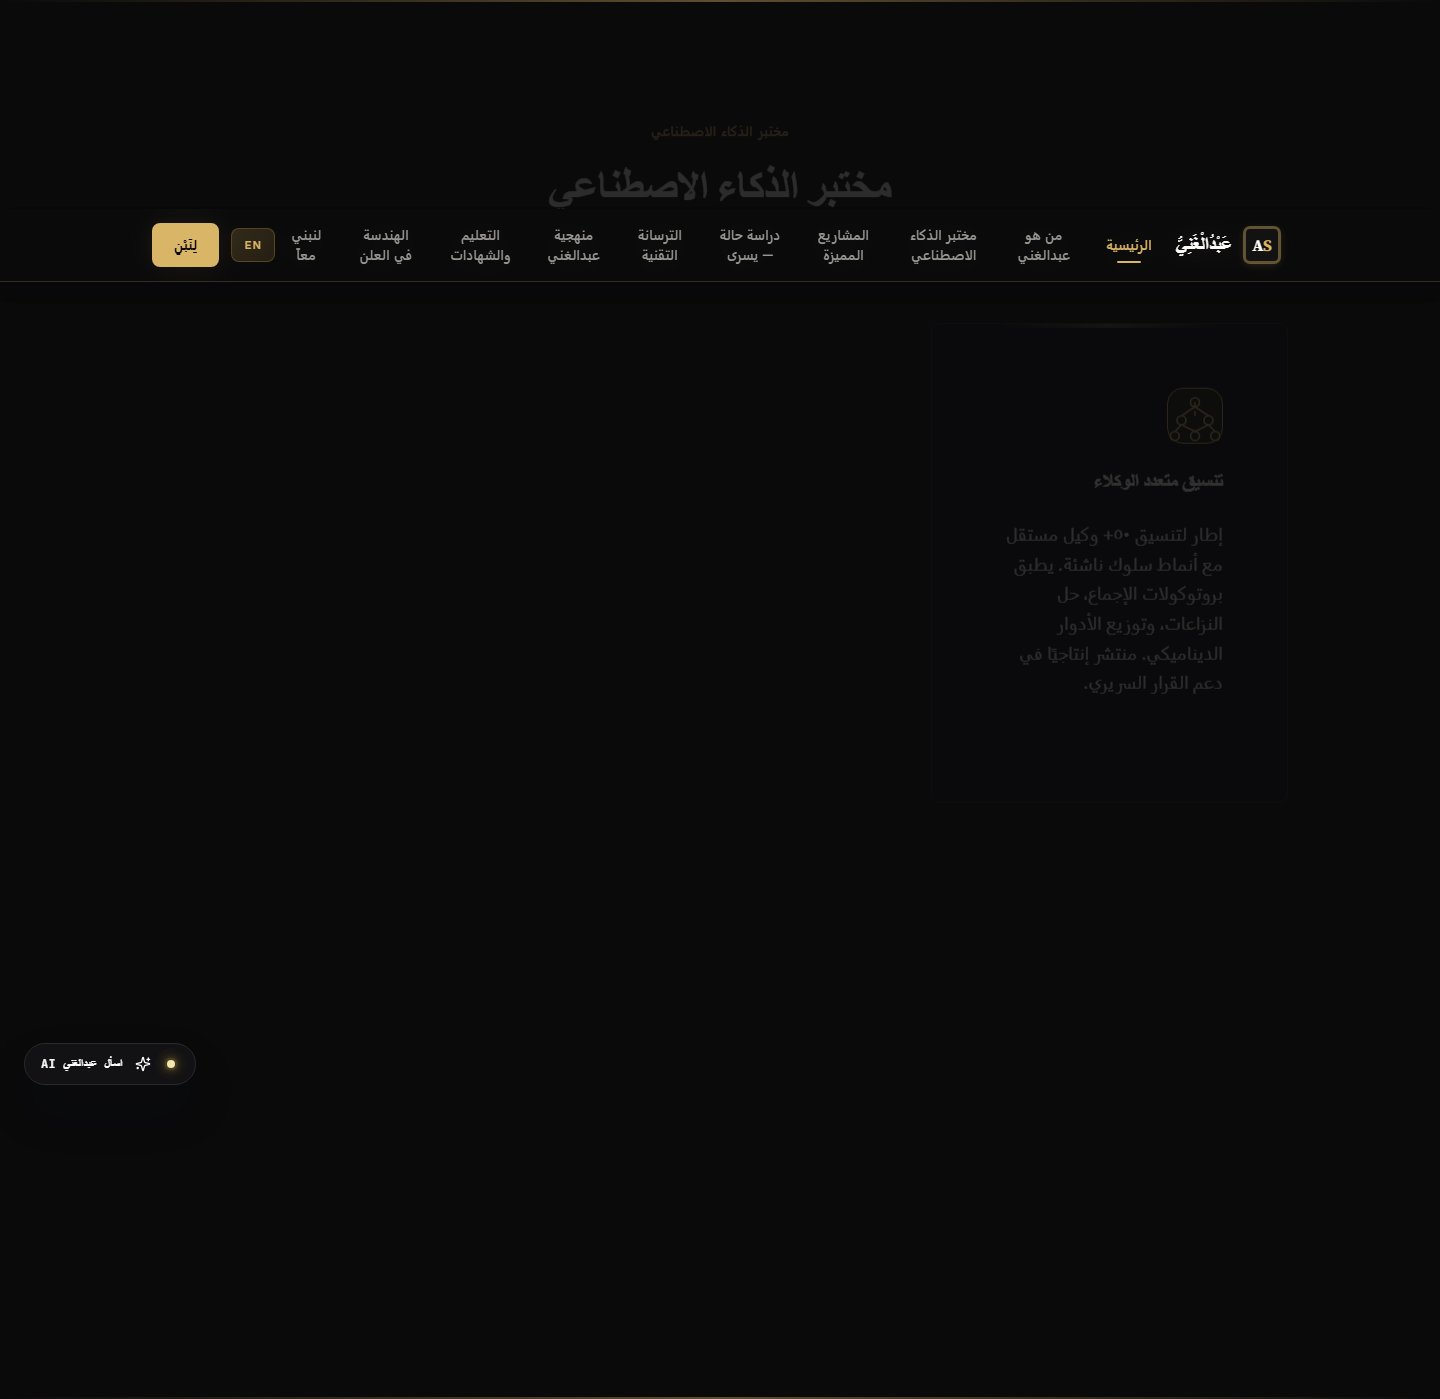 مختبر الذكاء الاصطناعي
مختبر الذكاء الاصطناعي
AS
عَبْدُالْغَنِيِّ
الرئيسية
من هو
عبدالغني
مختبر الذكاء
الاصطناعي
المشاريع
المميزة
دراسة حالة
— يسرى
الترسانة
التقنية
منهجية
عبدالغني
التعليم
والشهادات
الهندسة
في العلن
لنبني
معاً
EN
لِنَبْنِ
تنسيق متعدد الوكلاء
إطار لتنسيق ٥٠+ وكيل مستقل
مع أنماط سلوك ناشئة. يطبق
بروتوكولات الإجماع، حل
النزاعات، وتوزيع الأدوار
الديناميكي. منتشر إنتاجيًا في
دعم القرار السريري.
اسأل عبدالغني AI